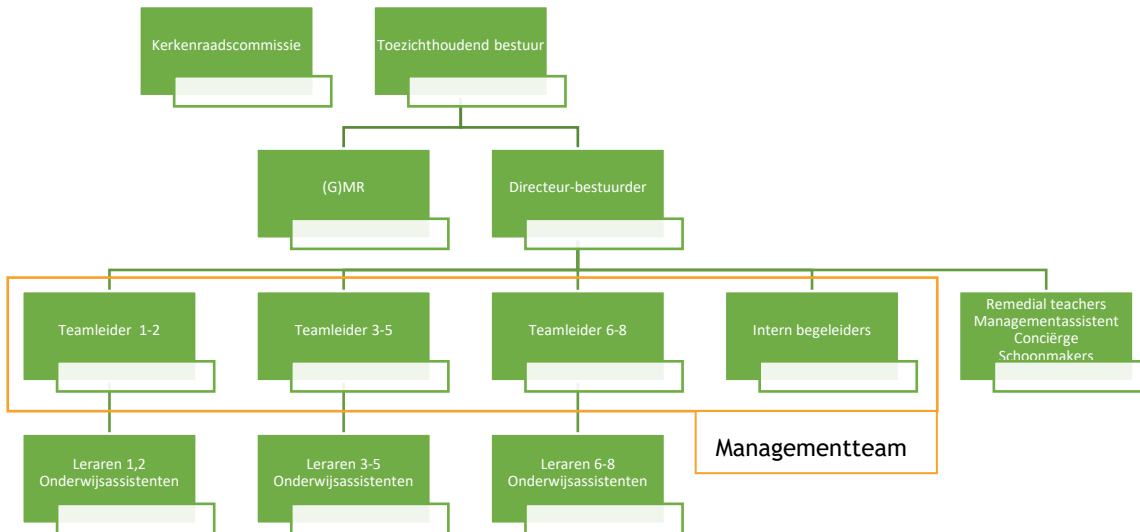 Kerkenraadscommissie
Toezichthoudend bestuur
(G)MR
Directeur-bestuurder
Teamleider 1-2
Teamleider 3-5
Teamleider 6-8
Intern begeleiders
Remedial teachers
Managementassistent
Conciërge
Schoonmakers
Managementteam
Leraren 1,2
Onderwijsassistenten
Leraren 3-5
Onderwijsassistenten
Leraren 6-8
Onderwijsassistenten